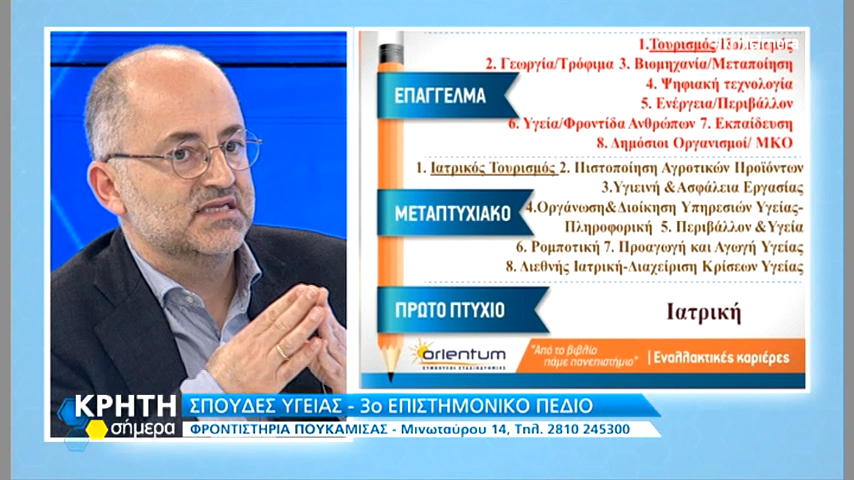 1.Τουρισμός/Πολιτισμός
2. Γεωργία/Τρόφιμα 3. Βιομηχανία/Μεταποίηση
4. Ψηφιακή τεχνολογία
ΕΠΑΓΓΕΛΜΑ
5. Ενέργεια/Περιβάλλον
6. Υγεία/Φροντίδα Ανθρώπων 7. Εκπαίδευση
8. Δημόσιοι Οργανισμοί/ ΜΚΟ
1. Ιατρικός Τουρισμός 2. Πιστοποίηση Αγροτικών Προϊόντων
3.Υγιεινή &Ασφάλεια Εργασίας
ΜΕΤΑΠΤΥΧΙΑΚΟ
4.Οργάνωση&Διοίκηση Υπηρεσιών Υγείας-
Πληροφορική 5. Περιβάλλον &Υγεία
6. Ρομποτική 7. Προαγωγή και Αγωγή Υγείας
8. Διεθνής Ιατρική-Διαχείριση Κρίσεων Υγείας
ΠΡΩΤΟ ΠΤΥΧΙΟ
Ιατρική
orientum
ΣΥΜΒΟΥΛΟΙ ΣΤΑΔΙΟΔΡΟΜΙΑΣ
"Από το βιβλίο
πάμε πανεπιστήμιο"
| Εναλλακτικές καριέρες
ΚΡΗΤΗ
σήμερα
ΣΠΟΥΔΕΣ ΥΓΕΙΑΣ - 3ο ΕΠΙΣΤΗΜΟΝΙΚΟ ΠΕΔΙΟ
ΦΡΟΝΤΙΣΤΗΡΙΑ ΠΟΥΚΑΜΙΣΑΣ - Μινωταύρου 14, Τηλ. 2810 245300